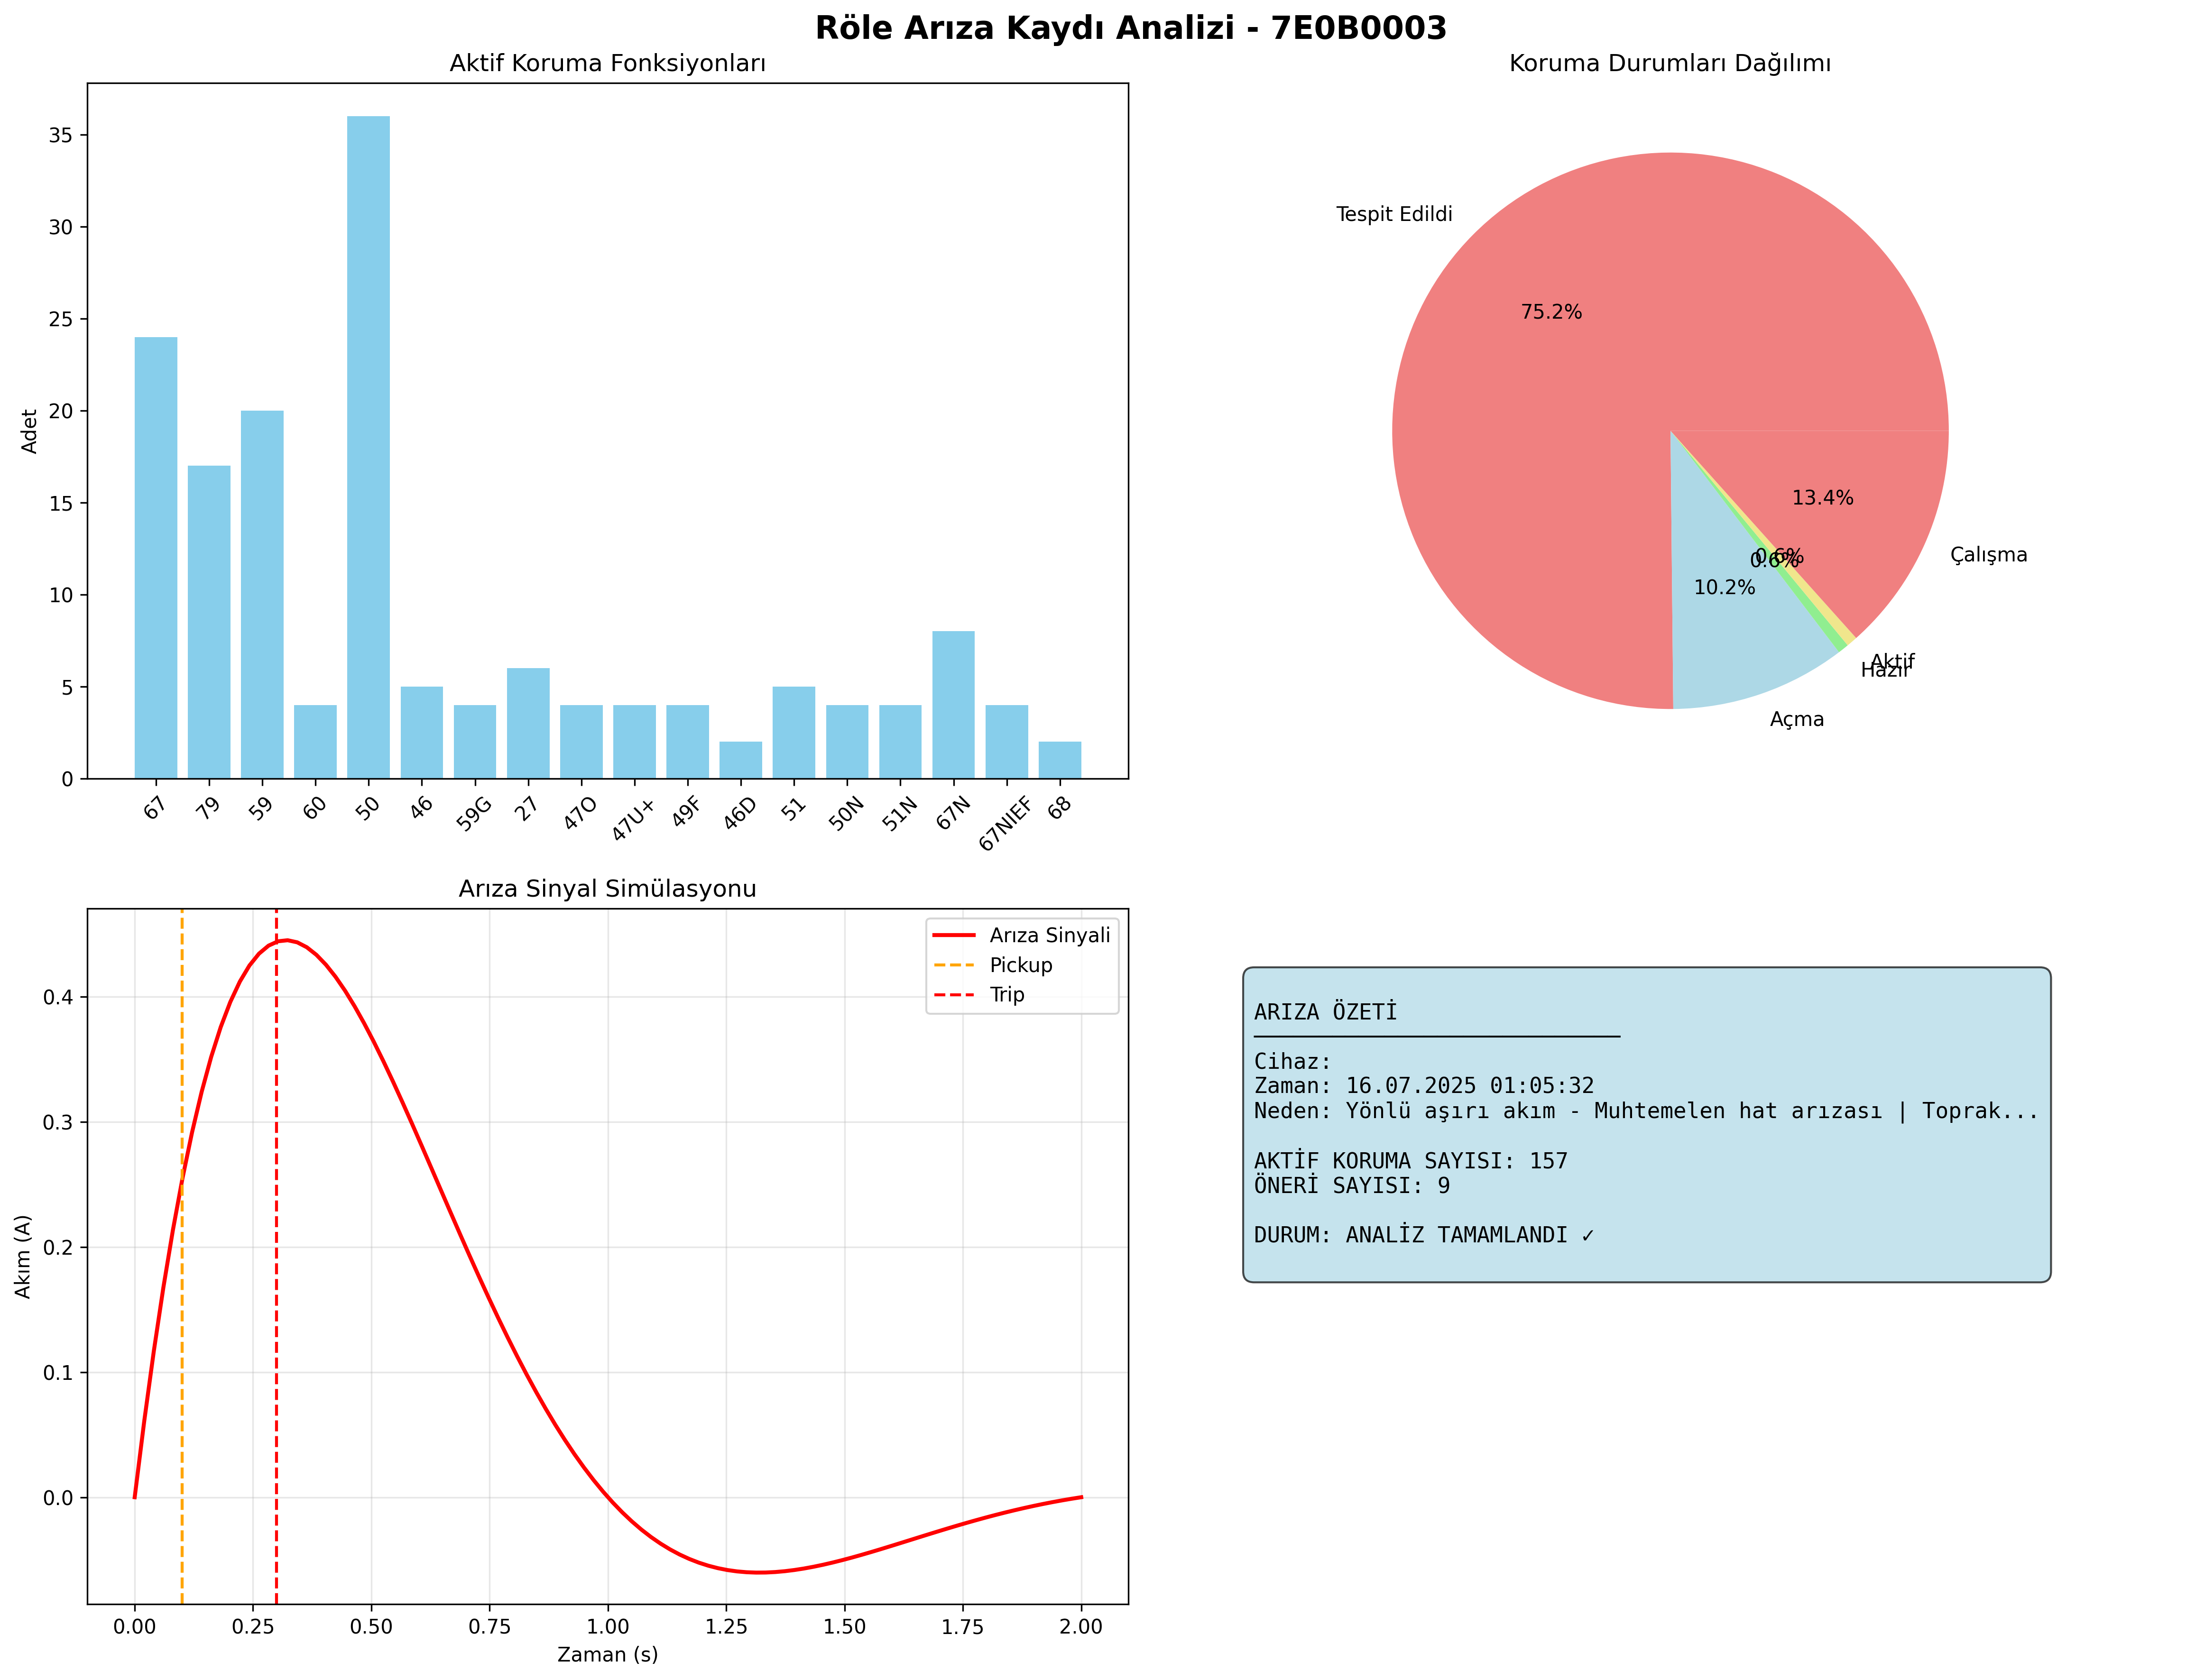 Röle Arıza Kaydı Analizi - 7E0B0003
Aktif Koruma Fonksiyonları
Adet
35
30
25
20
15
10
5
0
67
79
59
60
50
46
59G
27
47O
47U+
49F
46D
51
50N
51N
67N
67NIEF
68
Koruma Durumları Dağılımı
Tespit Edildi
75.2%
13.4%
Çalışma
0.6%
0.6%
10.2%
Aktif
Hazır
Açma
Arıza Sinyal Simülasyonu
Arıza Sinyali
Pickup
Trip
Akım (A)
0.4
0.3
0.2
0.1
0.0
0.00
0.25
0.50
0.75
1.00
1.25
1.50
1.75
2.00
Zaman (s)
ARIZA ÖZETİ
Cihaz:
Zaman: 16.07.2025 01:05:32
Neden: Yönlü aşırı akım - Muhtemelen hat arızası | Toprak...
AKTİF KORUMA SAYISI: 157
ÖNERİ SAYISI: 9
DURUM: ANALİZ TAMAMLANDI ✓